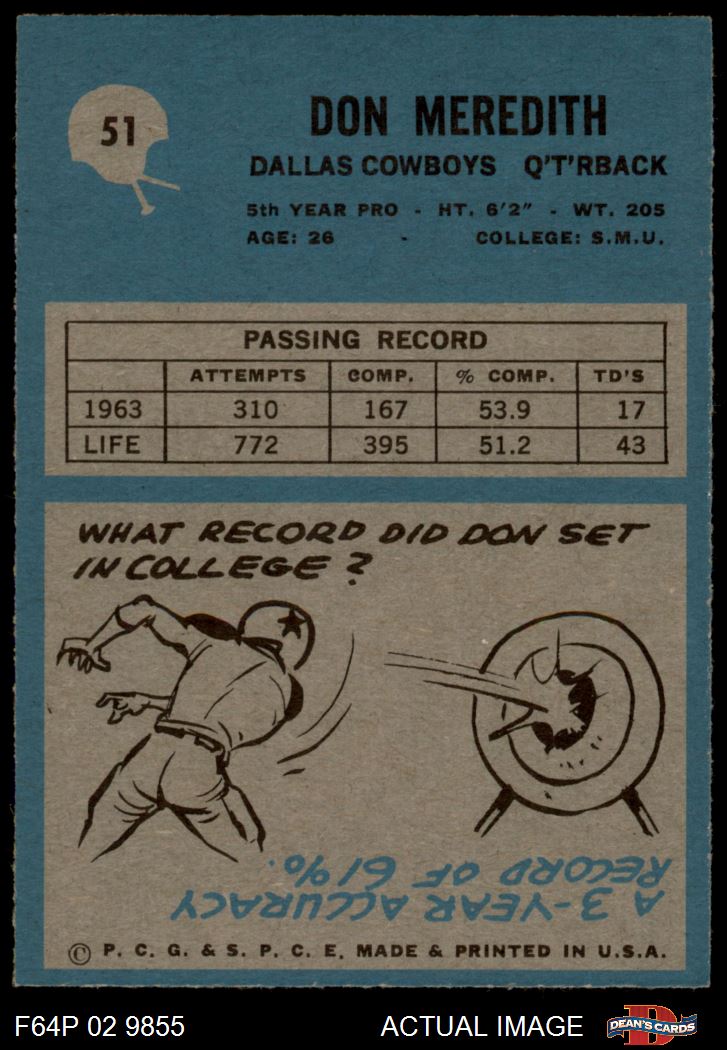 51
DON MEREDITH
DALLAS COWBOYS Q'T'RBACK
5th YEAR PRO - HT. 6'2" - WT. 205
AGE: 26 - COLLEGE: S.M.U.
PASSING RECORD
ATTEMPTS COMP. % COMP. TD'S
1963 310 167 53.9 17
LIFE 772 395 51.2 43
WHAT RECORD DID DON SET
IN COLLEGE?
A 3-YEAR ACCURACY
RECORD OF 61%.
© P. C. G. & S. P. C. E. MADE & PRINTED IN U.S.A.
F64P 02 9855 ACTUAL IMAGE DEAN'S CARDS